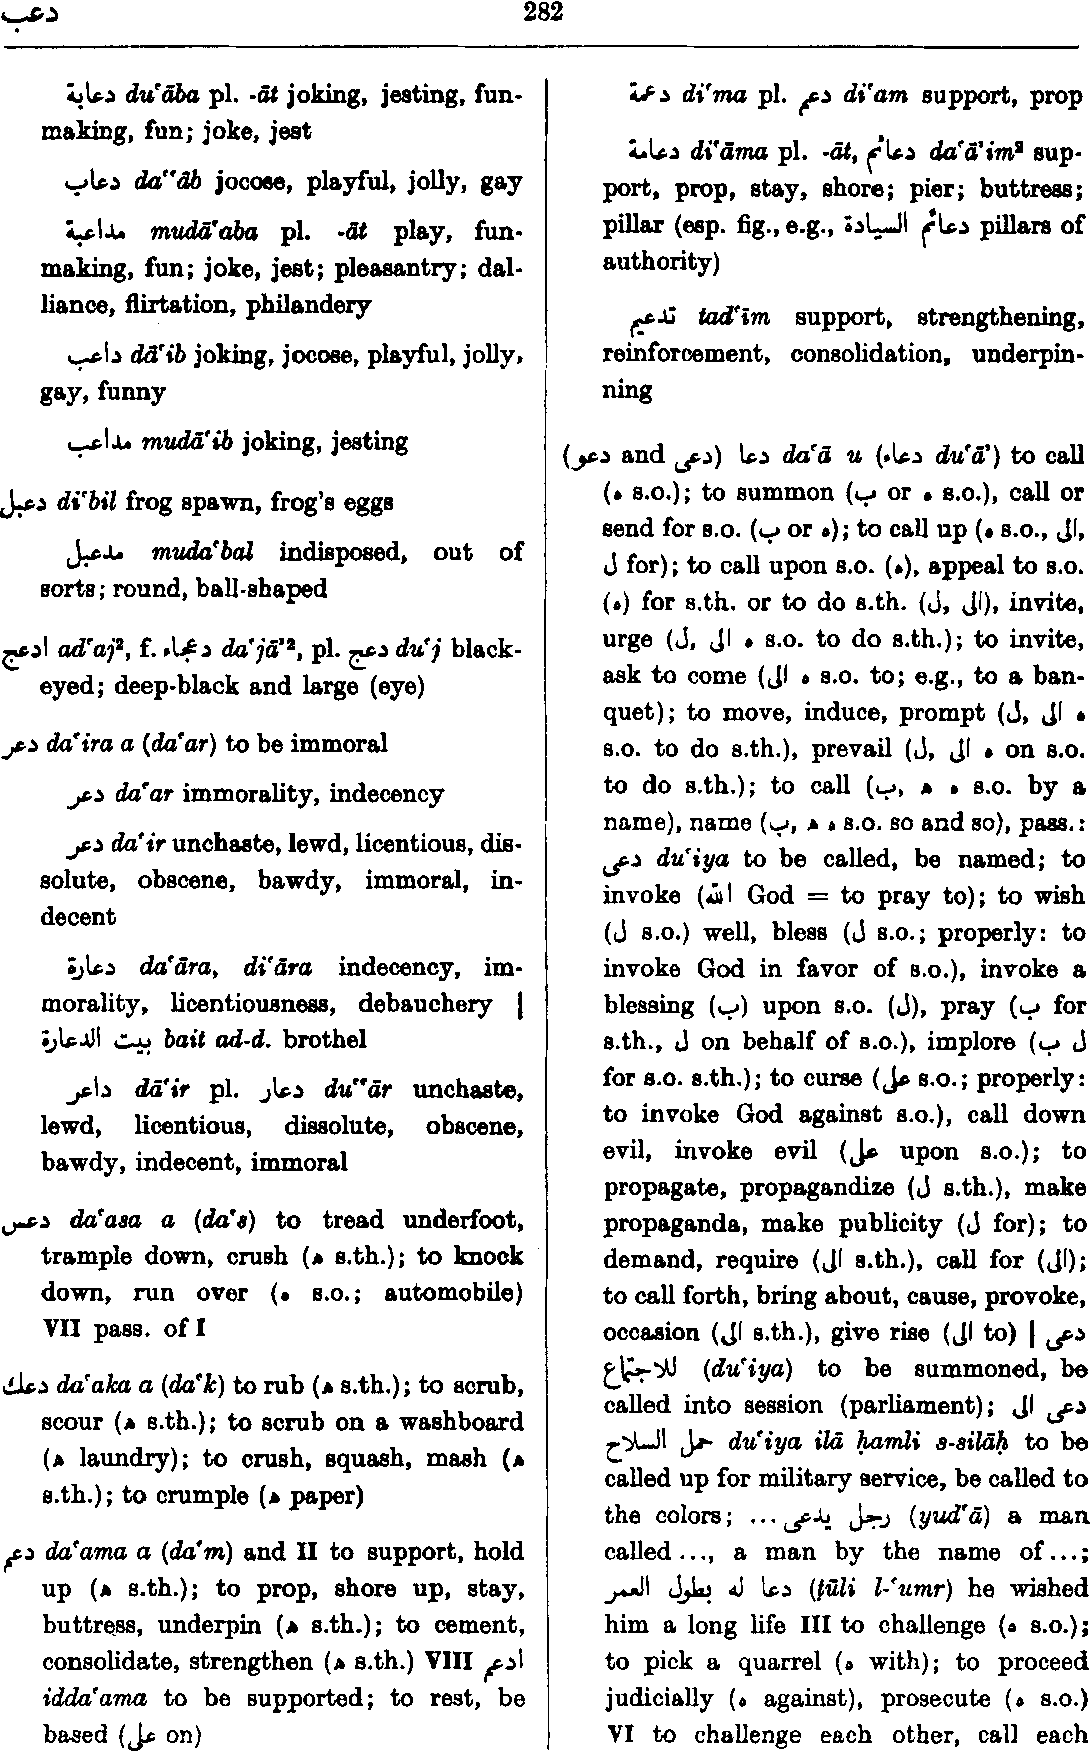 دعب
282
دعابة du‘āba pl. -āt joking, jesting, fun-
making, fun; joke, jest
دعاب da‘‘āb jocose, playful, jolly, gay
مداعبة mudā‘aba pl. -āt play, fun-
making, fun; joke, jest; pleasantry; dal-
liance, flirtation, philandery
داعب dā‘ib joking, jocose, playful, jolly,
gay, funny
مداعب mudā‘ib joking, jesting
دعبل di‘bil frog spawn, frog's eggs
مدعبل muda‘bal indisposed, out of
sorts; round, ball-shaped
ادعج ad‘aj², f. دعجاء da‘jā’², pl. دعج du‘j black-
eyed; deep-black and large (eye)
دعر da‘ira a (da‘ar) to be immoral
دعر da‘ar immorality, indecency
دعر da‘ir unchaste, lewd, licentious, dis-
solute, obscene, bawdy, immoral, in-
decent
دعارة da‘āra, di‘āra indecency, im-
morality, licentiousness, debauchery |
بيت الدعارة bait ad-d. brothel
داعر dā‘ir pl. دعار du‘‘ār unchaste,
lewd, licentious, dissolute, obscene,
bawdy, indecent, immoral
دعس da‘asa a (da‘s) to tread underfoot,
trample down, crush (ه s.th.); to knock
down, run over (ه s.o.; automobile)
VII pass. of I
دعك da‘aka a (da‘k) to rub (ه s.th.); to scrub,
scour (ه s.th.); to scrub on a washboard
(ه laundry); to crush, squash, mash (ه
s.th.); to crumple (ه paper)
دعم da‘ama a (da‘m) and II to support, hold
up (ه s.th.); to prop, shore up, stay,
buttress, underpin (ه s.th.); to cement,
consolidate, strengthen (ه s.th.) VIII ادعم
idda‘ama to be supported; to rest, be
based (على on)
دعمة di‘ma pl. دعم di‘am support, prop
دعامة di‘āma pl. -āt, دعائم da‘ā’im² sup-
port, prop, stay, shore; pier; buttress;
pillar (esp. fig., e.g., دعائم السيادة pillars of
authority)
تدعيم tad‘īm support, strengthening,
reinforcement, consolidation, underpin-
ning
(دعو and دعى) دعا da‘ā u (دعاء du‘ā’) to call
(ه s.o.); to summon (ب or ه s.o.), call or
send for s.o. (ب or ه); to call up (ه s.o., الى,
ل for); to call upon s.o. (ه), appeal to s.o.
(ه) for s.th. or to do s.th. (ل, الى), invite,
urge (ل, الى ه s.o. to do s.th.); to invite,
ask to come (الى ه s.o. to; e.g., to a ban-
quet); to move, induce, prompt (ل, الى ه
s.o. to do s.th.), prevail (ل, الى ه on s.o.
to do s.th.); to call (ب, ه ه s.o. by a
name), name (ب, ه ه s.o. so and so), pass.:
دعى du‘iya to be called, be named; to
invoke (الله God = to pray to); to wish
(ل s.o.) well, bless (ل s.o.; properly: to
invoke God in favor of s.o.), invoke a
blessing (ب) upon s.o. (ل), pray (ب for
s.th., ل on behalf of s.o.), implore (ب ل
for s.o. s.th.); to curse (على s.o.; properly:
to invoke God against s.o.), call down
evil, invoke evil (على upon s.o.); to
propagate, propagandize (ل s.th.), make
propaganda, make publicity (ل for); to
demand, require (الى s.th.), call for (الى);
to call forth, bring about, cause, provoke,
occasion (الى s.th.), give rise (الى to) | دعى
للاجتماع (du‘iya) to be summoned, be
called into session (parliament); دعى الى
حمل السلاح du‘iya ilā ḥamli s-silāḥ to be
called up for military service, be called to
the colors; رجل يدعى ... (yud‘ā) a man
called ..., a man by the name of ...;
دعا له بطول العمر (ṭūli l-‘umr) he wished
him a long life III to challenge (ه s.o.);
to pick a quarrel (ه with); to proceed
judicially (ه against), prosecute (ه s.o.)
VI to challenge each other, call each